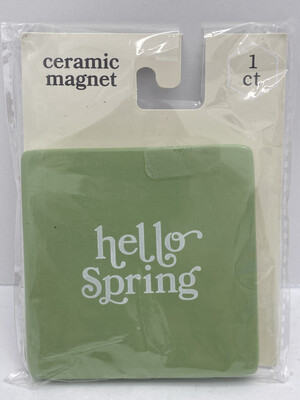 ceramic
magnet
1
ct
hello
Spring